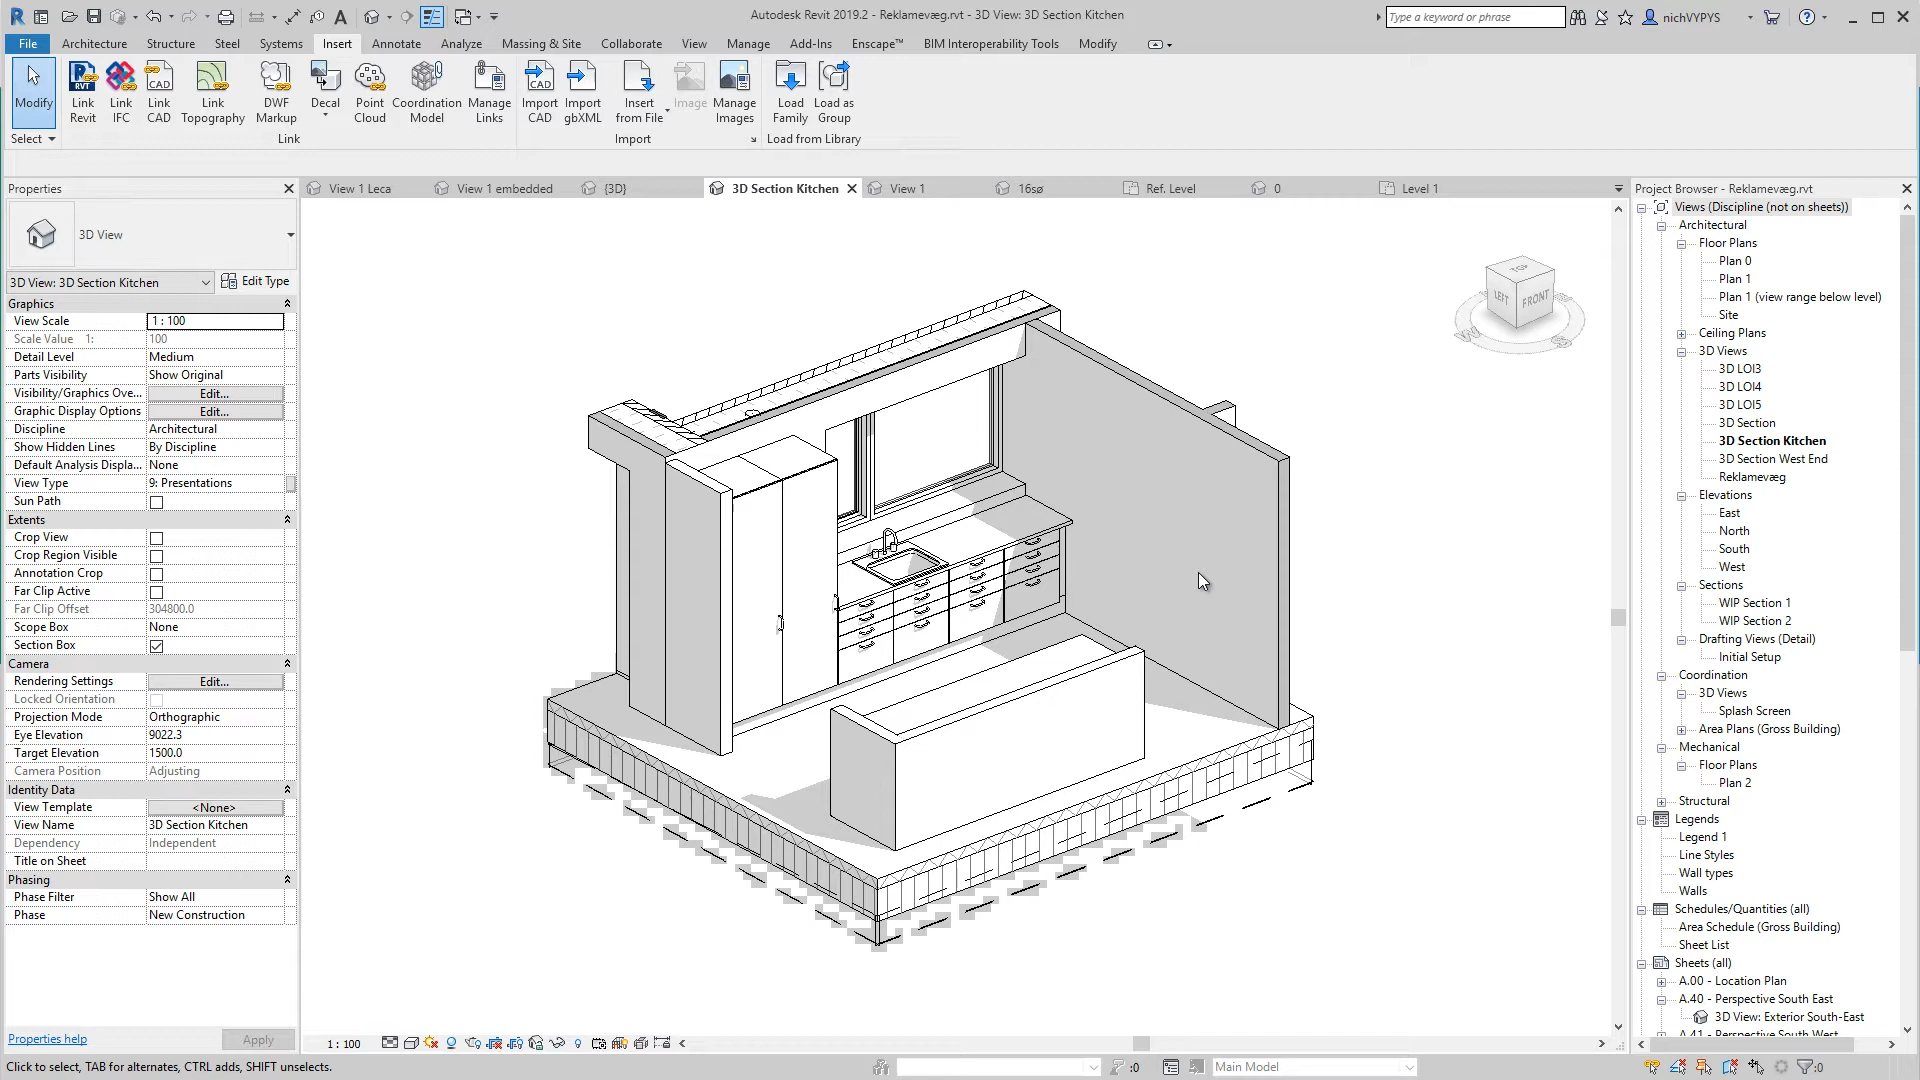 Autodesk Revit 2019.2 - Reklamevæg.rvt - 3D View: 3D Section Kitchen
Type a keyword or phrase
nichVYPYS
File Architecture Structure Steel Systems Insert Annotate Analyze Massing & Site Collaborate View Manage Add-Ins Enscape™ BIM Interoperability Tools Modify
Modify
Link Revit
Link IFC
Link CAD
Link Topography
DWF Markup
Decal
Point Cloud
Coordination Model
Manage Links
Import CAD
Import gbXML
Insert from File
Image
Manage Images
Load Family
Load as Group
Select
Link
Import
Load from Library
Properties
View 1 Leca
View 1 embedded
{3D}
3D Section Kitchen
View 1
16sø
Ref. Level
0
Level 1
3D View
3D View: 3D Section Kitchen
Edit Type
Graphics
View Scale 1 : 100
Scale Value 1: 100
Detail Level Medium
Parts Visibility Show Original
Visibility/Graphics Ove... Edit...
Graphic Display Options Edit...
Discipline Architectural
Show Hidden Lines By Discipline
Default Analysis Displa... None
View Type 9: Presentations
Sun Path
Extents
Crop View
Crop Region Visible
Annotation Crop
Far Clip Active
Far Clip Offset 304800.0
Scope Box None
Section Box
Camera
Rendering Settings Edit...
Locked Orientation
Projection Mode Orthographic
Eye Elevation 9022.3
Target Elevation 1500.0
Camera Position Adjusting
Identity Data
View Template <None>
View Name 3D Section Kitchen
Dependency Independent
Title on Sheet
Phasing
Phase Filter Show All
Phase New Construction
Properties help
Apply
TOP
LEFT
FRONT
W
S
1 : 100
Project Browser - Reklamevæg.rvt
Views (Discipline (not on sheets))
Architectural
Floor Plans
Plan 0
Plan 1
Plan 1 (view range below level)
Site
Ceiling Plans
3D Views
3D LOI3
3D LOI4
3D LOI5
3D Section
3D Section Kitchen
3D Section West End
Reklamevæg
Elevations
East
North
South
West
Sections
WIP Section 1
WIP Section 2
Drafting Views (Detail)
Initial Setup
Coordination
3D Views
Splash Screen
Area Plans (Gross Building)
Mechanical
Floor Plans
Plan 2
Structural
Legends
Legend 1
Line Styles
Wall types
Walls
Schedules/Quantities (all)
Area Schedule (Gross Building)
Sheet List
Sheets (all)
A.00 - Location Plan
A.40 - Perspective South East
3D View: Exterior South-East
A.41 - Perspective South West
Click to select, TAB for alternates, CTRL adds, SHIFT unselects.
:0
Main Model
:0